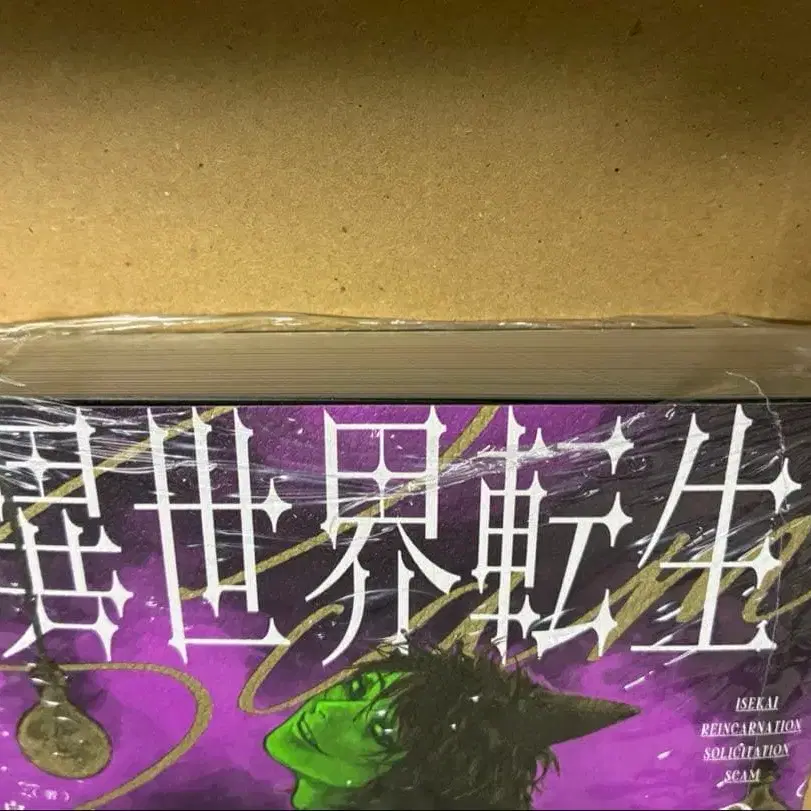 異世界転生
ISEKAI
REINCARNATION
SOLICITATION
SCAM